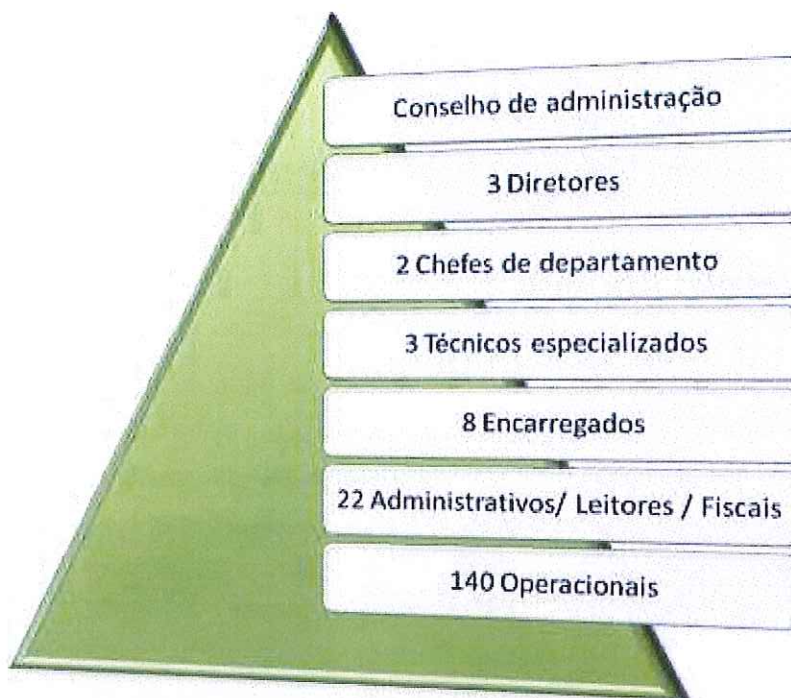 Conselho de administração
3 Diretores
2 Chefes de departamento
3 Técnicos especializados
8 Encarregados
22 Administrativos/ Leitores / Fiscais
140 Operacionais